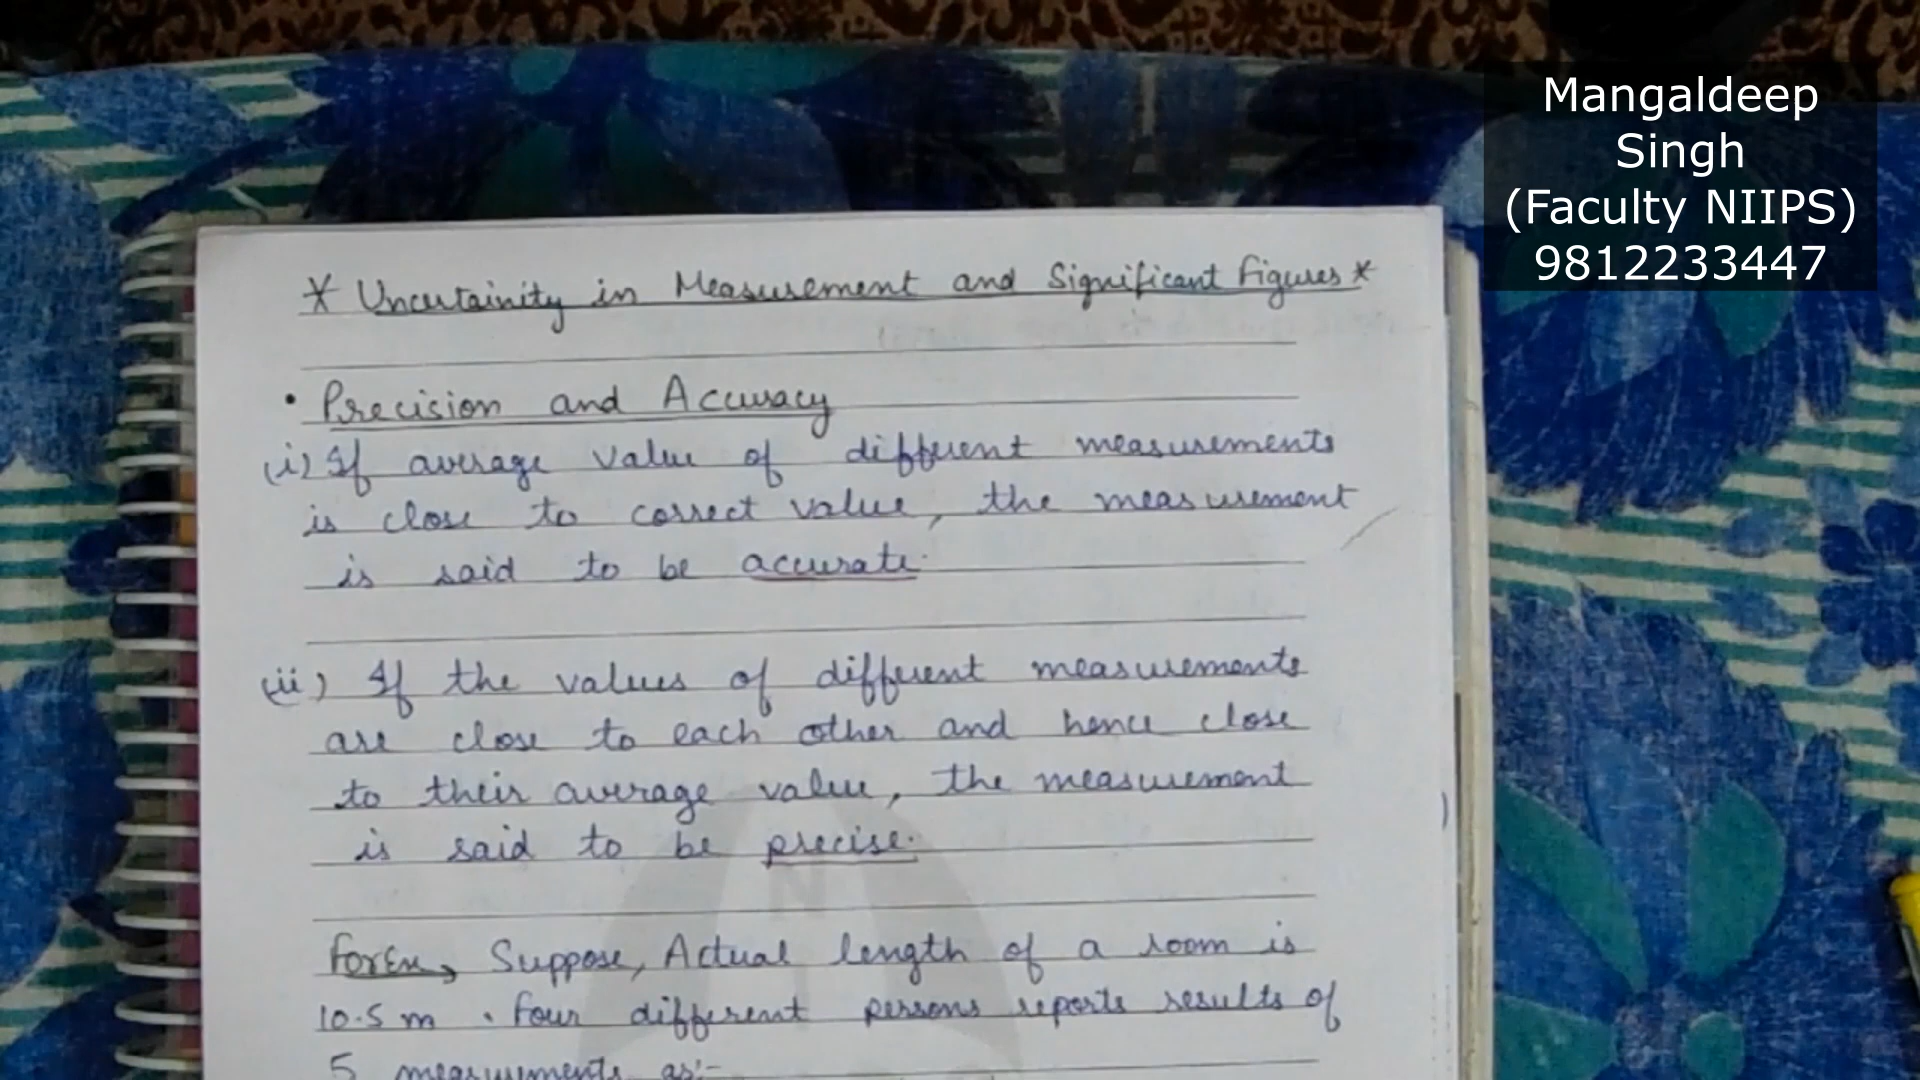 Mangaldeep
Singh
(Faculty NIIPS)
9812233447
* Uncertainity in Measurement and Significant Figures *
• Precision and Accuracy
(i) If average value of different measurements
is close to correct value, the measurement
is said to be accurate.
(ii) If the values of different measurements
are close to each other and hence close
to their average value, the measurement
is said to be precise.
For Ex, Suppose, Actual length of a room is
10.5 m . Four different persons reports results of
5 measurements as:-